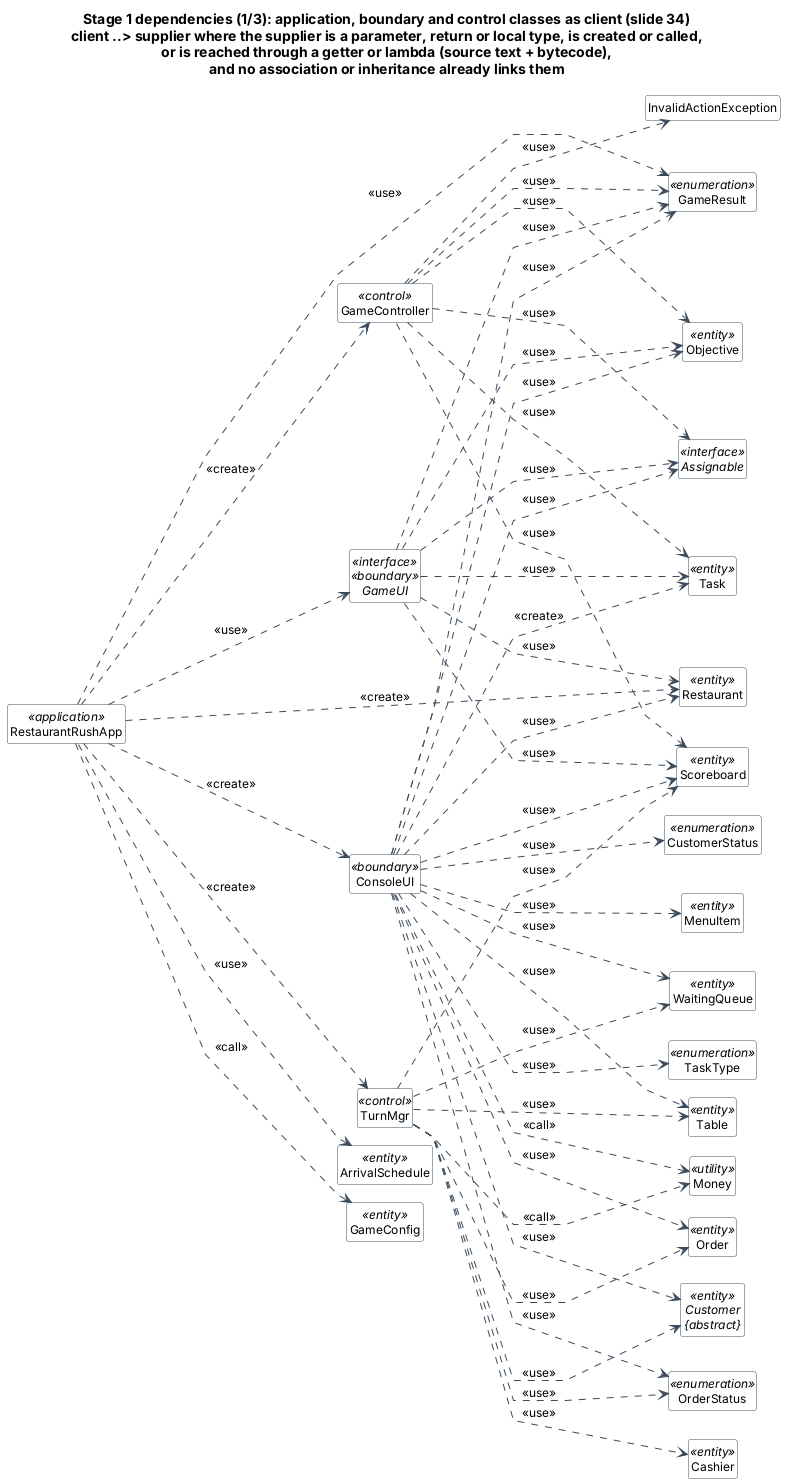 Stage 1 dependencies (1/3): application, boundary and control classes as client (slide 34)
client ..> supplier where the supplier is a parameter, return or local type, is created or called,
or is reached through a getter or lambda (source text + bytecode),
and no association or inheritance already links them
InvalidActionException
«use»
«enumeration»
GameResult
«use»
«use»
«use»
«use»
«use»
«control»
GameController
«use»
«entity»
Objective
«use»
«use»
«use»
«interface»
Assignable
«create»
«use»
«use»
«use»
«interface»
«boundary»
GameUI
«use»
«entity»
Task
«create»
«use»
«use»
«entity»
Restaurant
«create»
«application»
RestaurantRushApp
«use»
«use»
«entity»
Scoreboard
«create»
«use»
«enumeration»
CustomerStatus
«use»
«boundary»
ConsoleUI
«use»
«create»
«use»
«entity»
MenuItem
«use»
«use»
«use»
«entity»
WaitingQueue
«use»
«call»
«use»
«enumeration»
TaskType
«control»
TurnMgr
«use»
«entity»
Table
«call»
«use»
«entity»
ArrivalSchedule
«utility»
Money
«entity»
GameConfig
«call»
«use»
«entity»
Order
«use»
«use»
«entity»
Customer
{abstract}
«use»
«use»
«enumeration»
OrderStatus
«use»
«entity»
Cashier